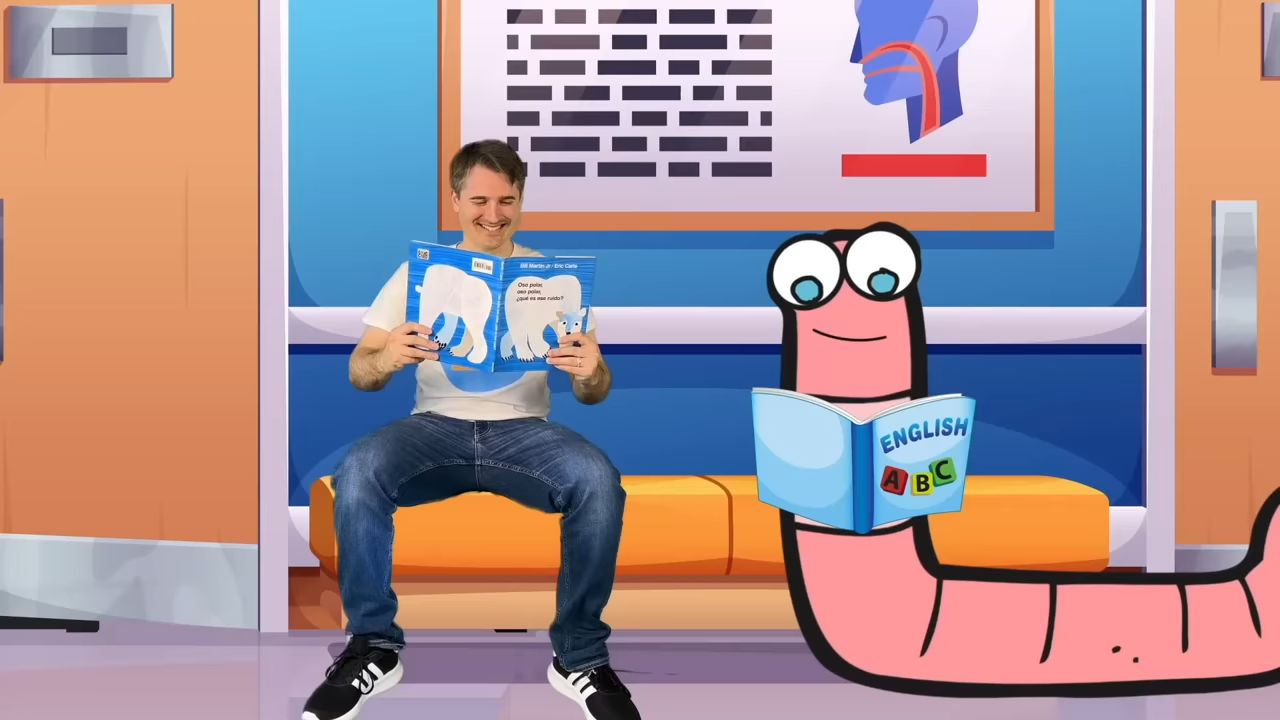 Bill Martin Jr / Eric Carle
Oso polar,
oso polar,
¿qué es ese ruido?
ENGLISH
A B C